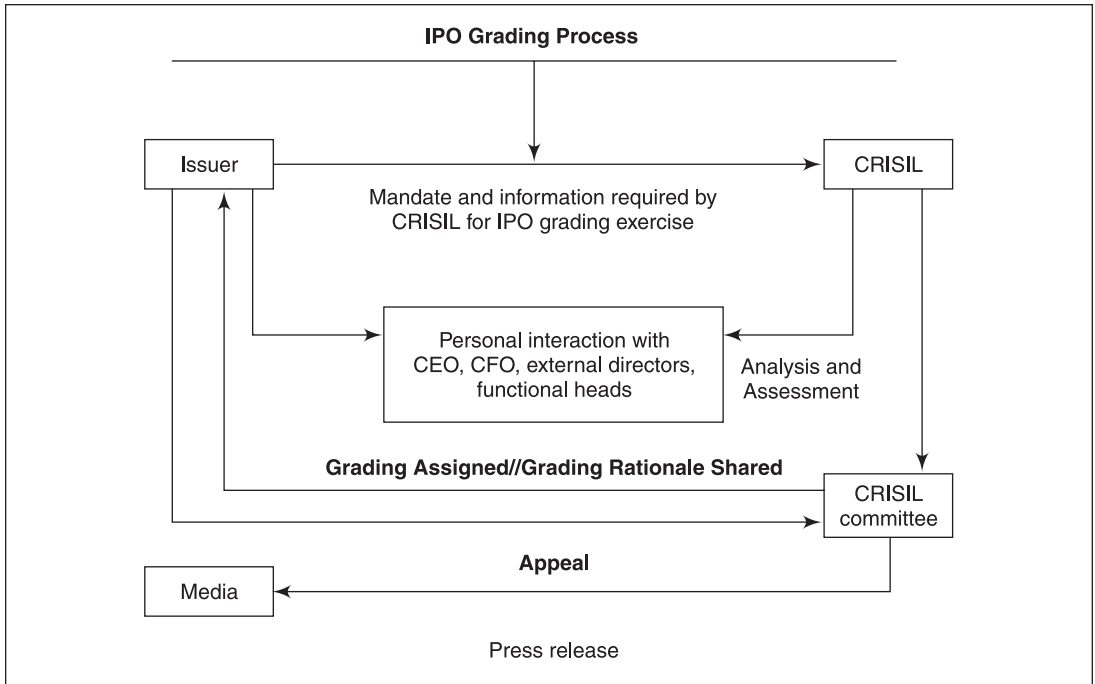 IPO Grading Process
Issuer
CRISIL
Mandate and information required by
CRISIL for IPO grading exercise
Personal interaction with
CEO, CFO, external directors,
functional heads
Analysis and
Assessment
Grading Assigned//Grading Rationale Shared
CRISIL
committee
Appeal
Media
Press release